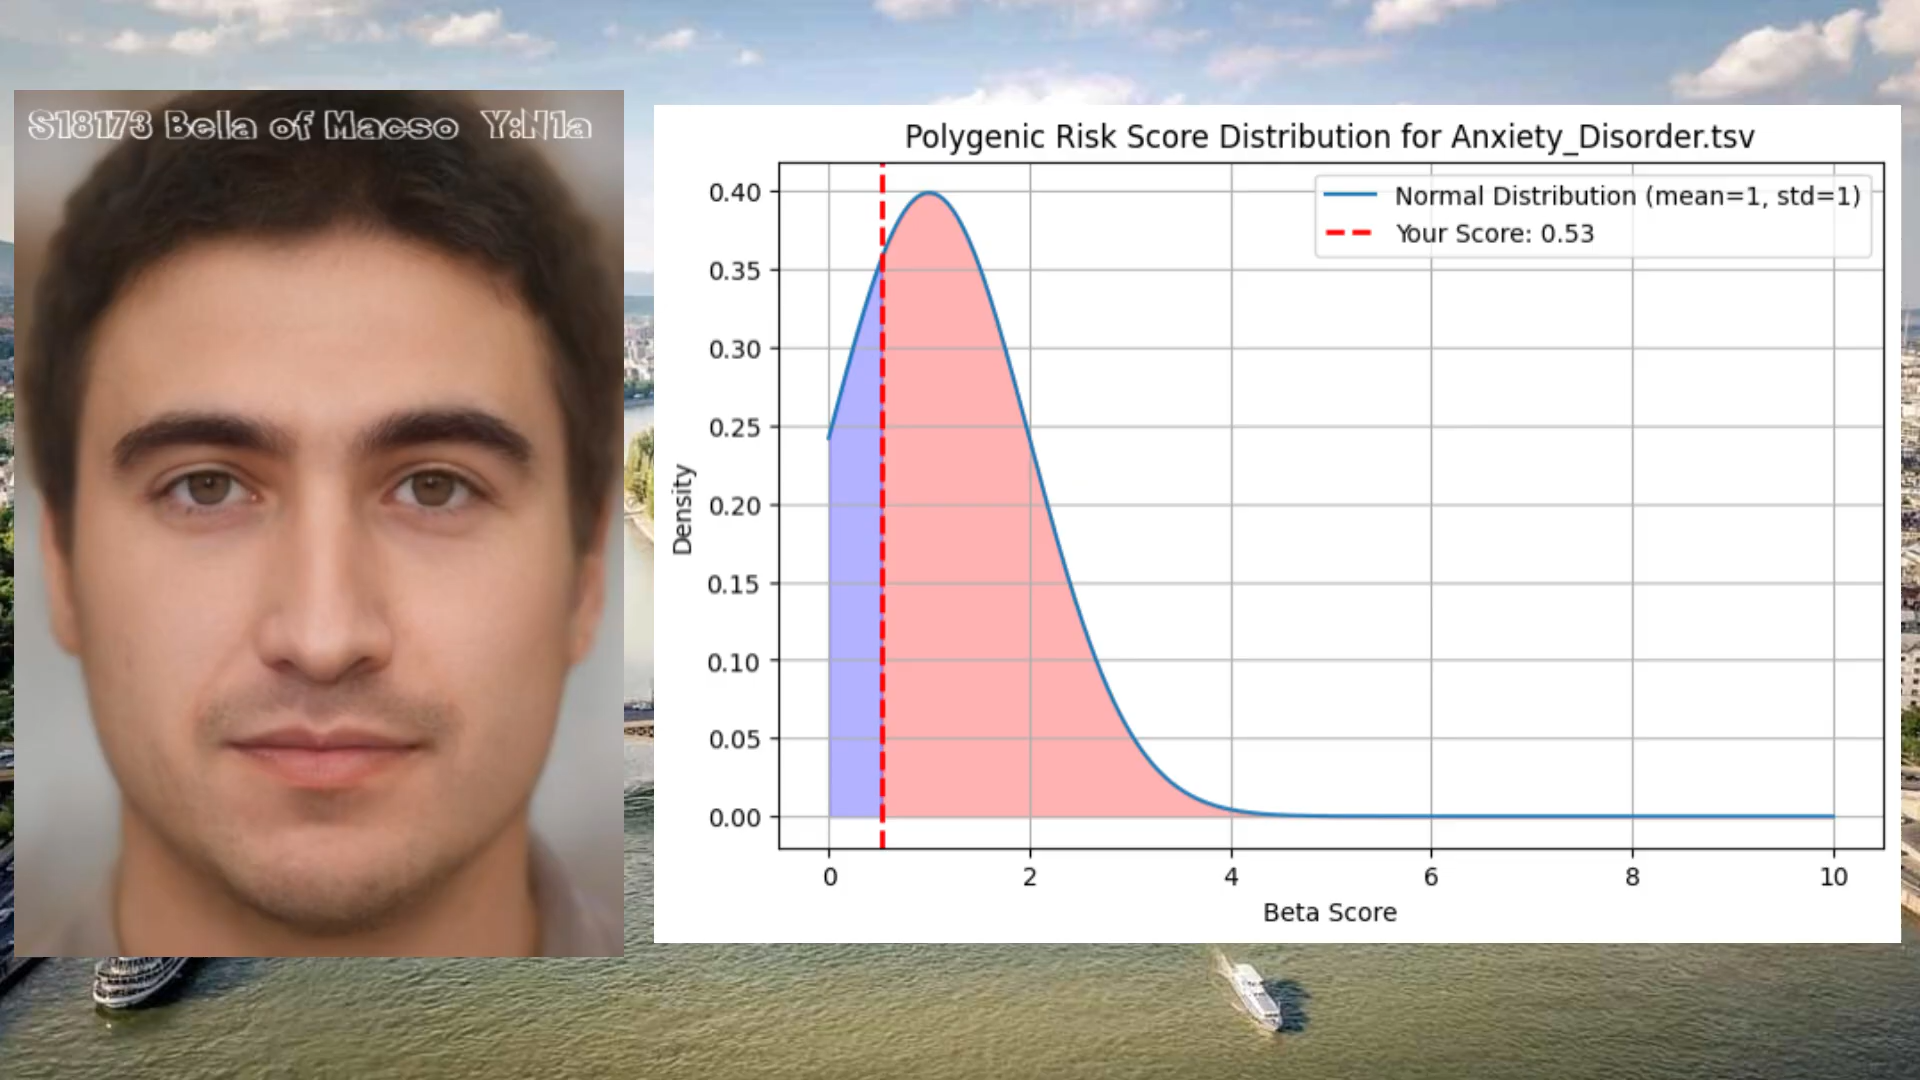 S18173 Bela of Macso Y:N1a
Polygenic Risk Score Distribution for Anxiety_Disorder.tsv
Normal Distribution (mean=1, std=1)
Your Score: 0.53
0.40
0.35
0.30
0.25
0.20
0.15
0.10
0.05
0.00
Density
0 2 4 6 8 10
Beta Score